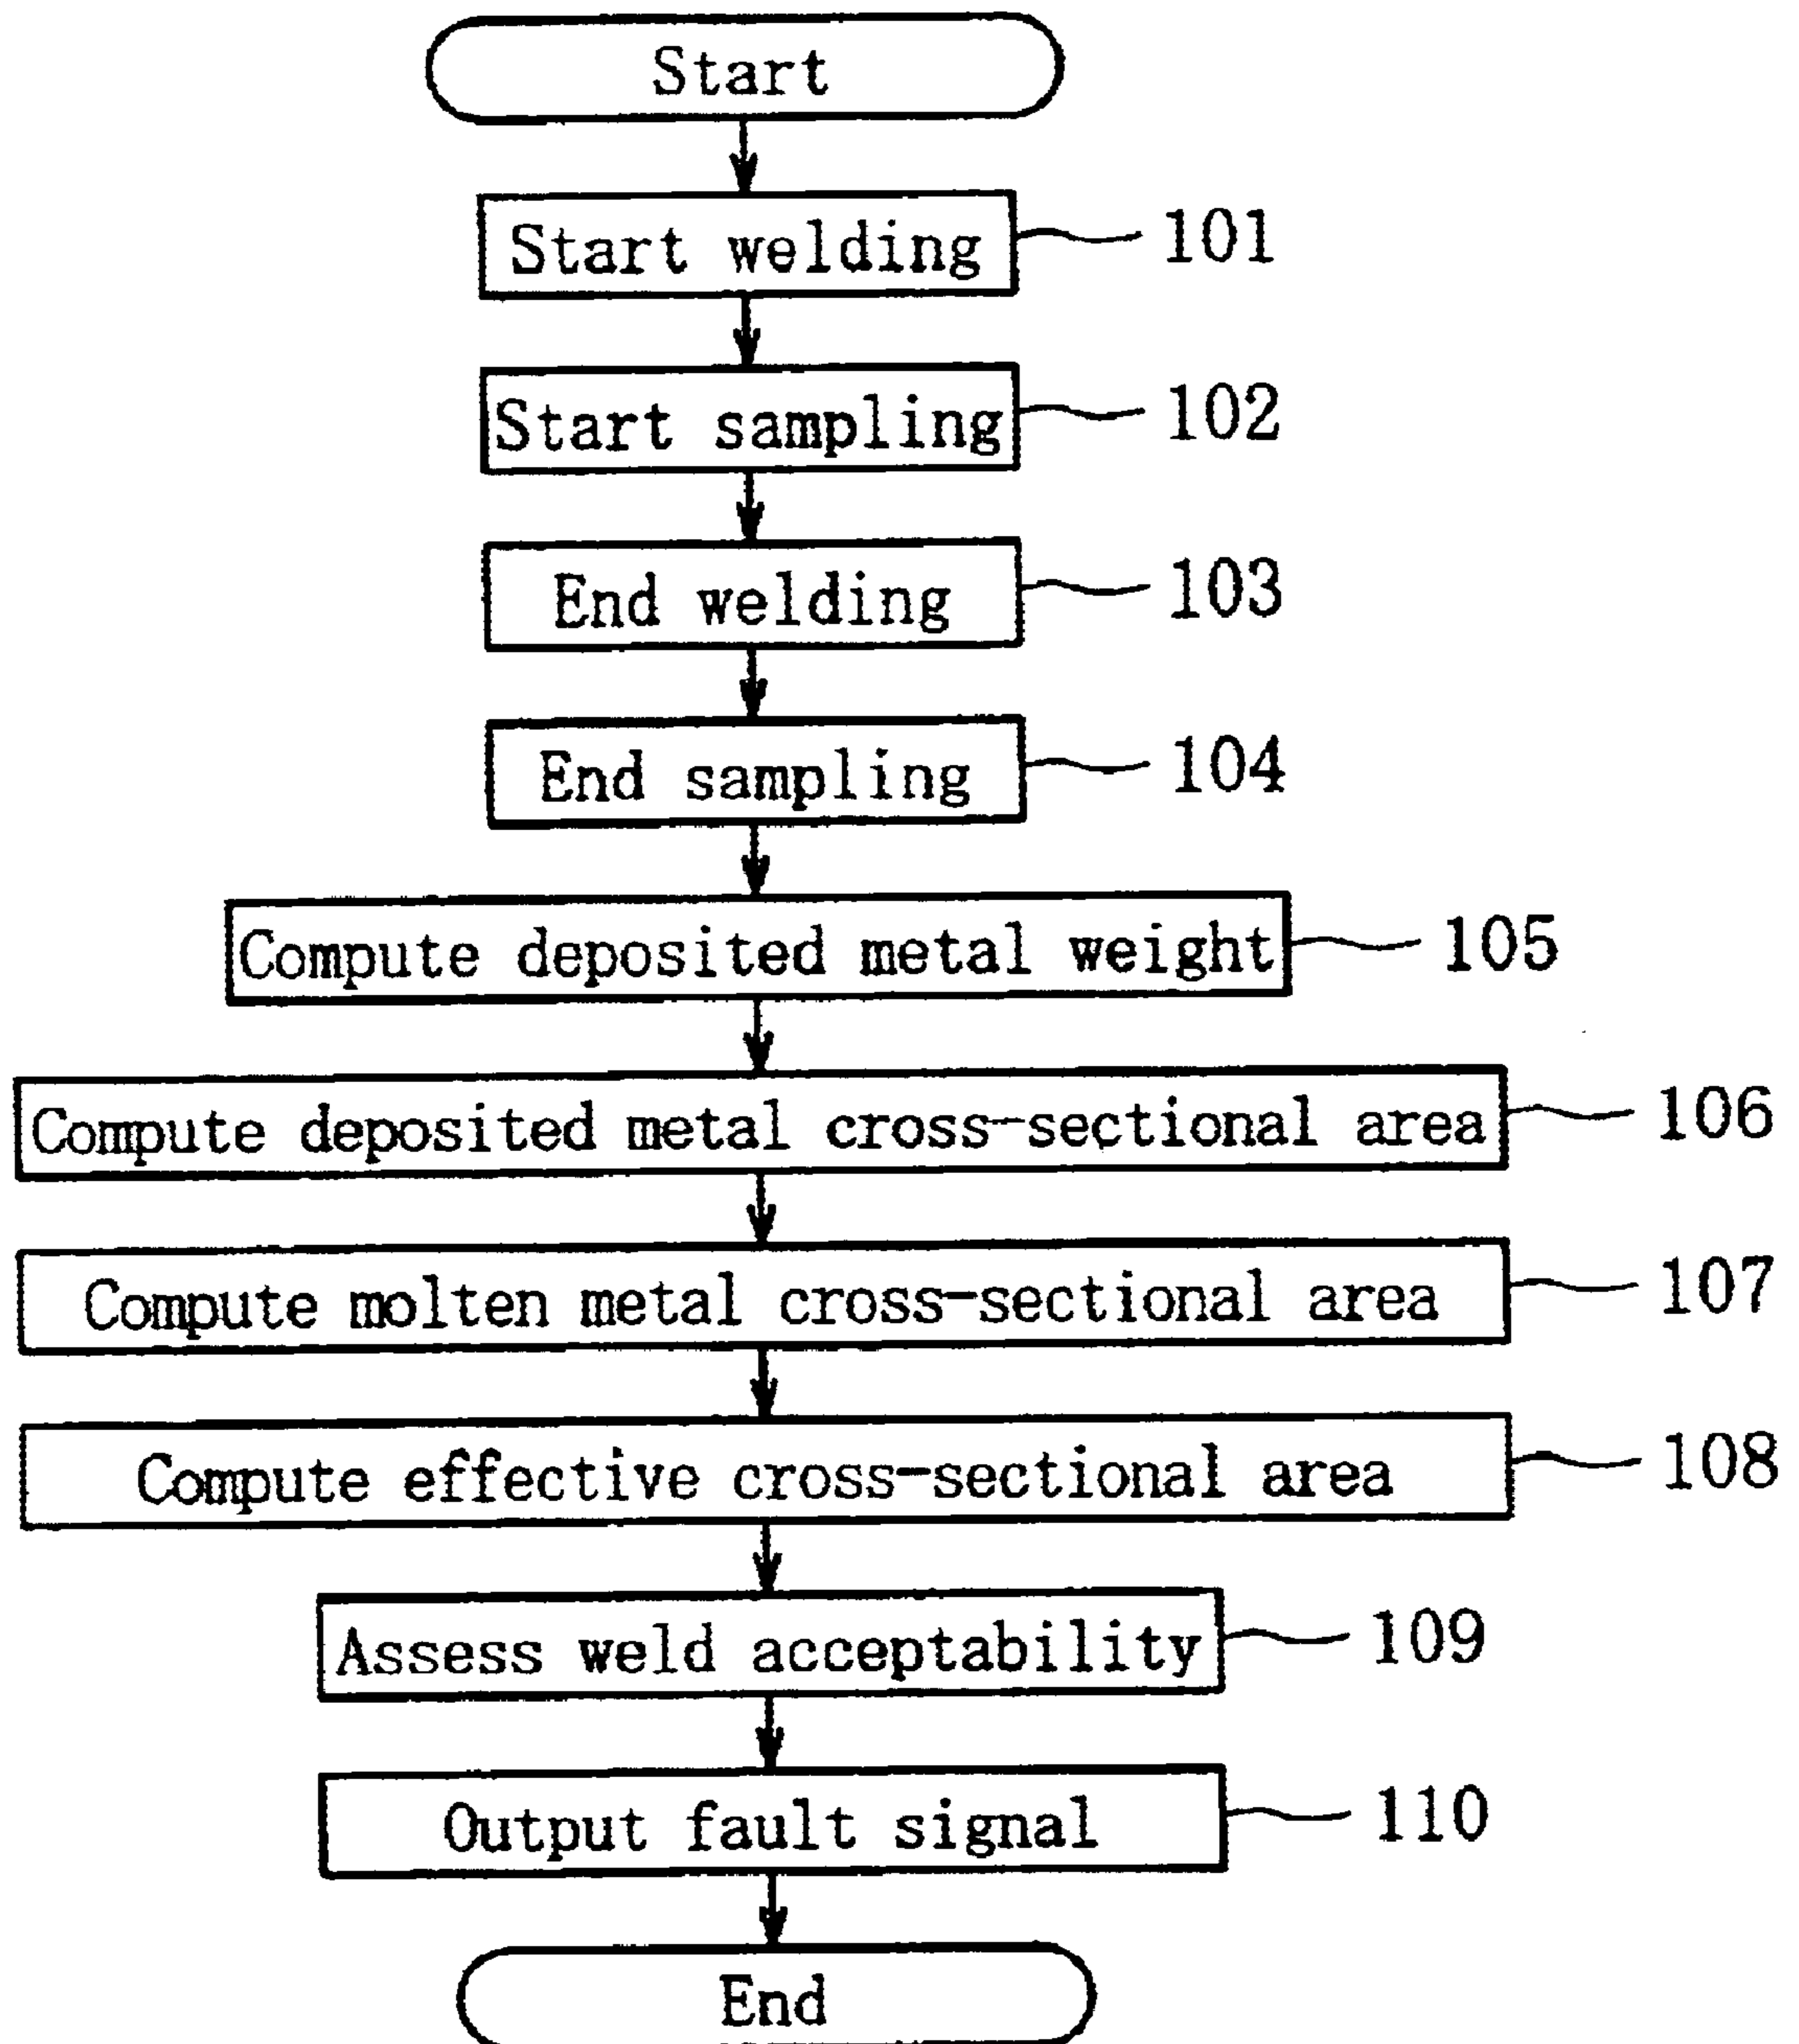 Start
Start welding 101
Start sampling 102
End welding 103
End sampling 104
Compute deposited metal weight 105
Compute deposited metal cross-sectional area 106
Compute molten metal cross-sectional area 107
Compute effective cross-sectional area 108
Assess weld acceptability 109
Output fault signal 110
End